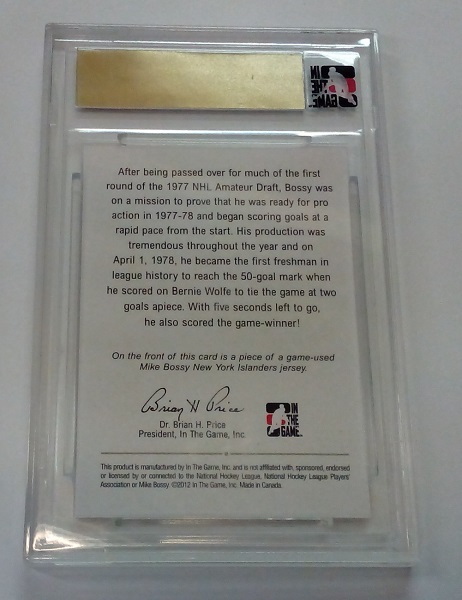 IN
THE
GAME
After being passed over for much of the first
round of the 1977 NHL Amateur Draft, Bossy was
on a mission to prove that he was ready for pro
action in 1977-78 and began scoring goals at a
rapid pace from the start. His production was
tremendous throughout the year and on
April 1, 1978, he became the first freshman in
league history to reach the 50-goal mark when
he scored on Bernie Wolfe to tie the game at two
goals apiece. With five seconds left to go,
he also scored the game-winner!
On the front of this card is a piece of a game-used
Mike Bossy New York Islanders jersey.
Brian H Price
Dr. Brian H. Price
President, In The Game, Inc.
IN
THE
GAME
This product is manufactured by In The Game, Inc. and is not affiliated with, sponsored, endorsed
or licensed by or connected to the National Hockey League, National Hockey League Players'
Association or Mike Bossy. ©2012 In The Game, Inc. Made in Canada.